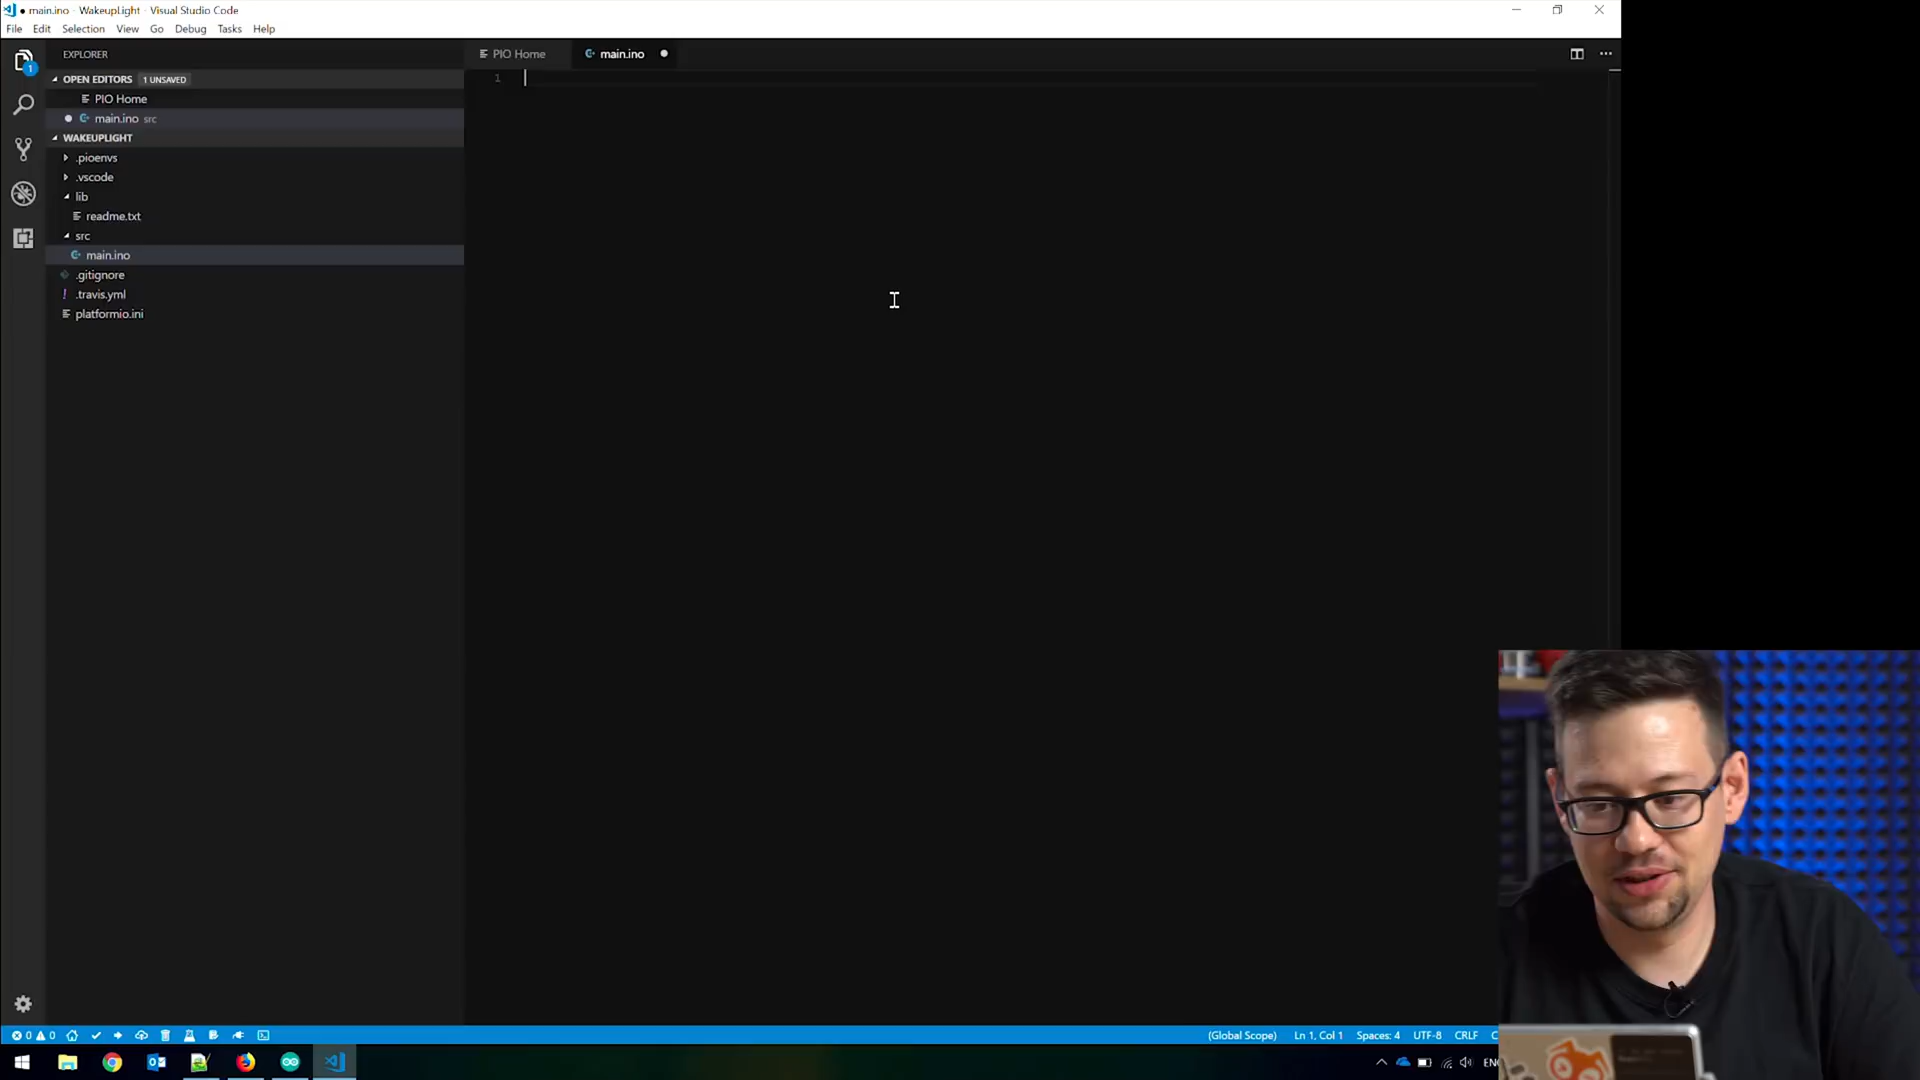 ● main.ino - WakeupLight - Visual Studio Code
File Edit Selection View Go Debug Tasks Help
EXPLORER
OPEN EDITORS 1 UNSAVED
PIO Home
main.ino src
WAKEUPLIGHT
.pioenvs
.vscode
lib
readme.txt
src
main.ino
.gitignore
! .travis.yml
platformio.ini
1
PIO Home main.ino
1
0 0
(Global Scope) Ln 1, Col 1 Spaces: 4 UTF-8 CRLF